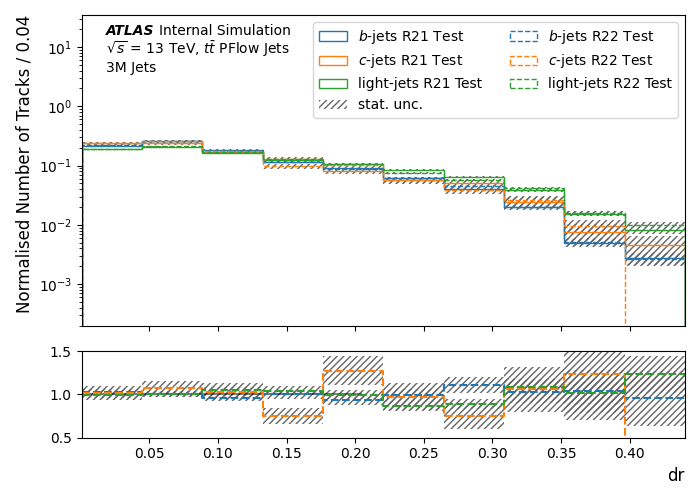 ATLAS Internal Simulation
√s = 13 TeV, tt̄ PFlow Jets
3M Jets
b-jets R21 Test
c-jets R21 Test
light-jets R21 Test
stat. unc.
b-jets R22 Test
c-jets R22 Test
light-jets R22 Test
Normalised Number of Tracks / 0.04
10¹
10⁰
10⁻¹
10⁻²
10⁻³
1.5
1.0
0.5
0.05 0.10 0.15 0.20 0.25 0.30 0.35 0.40
dr